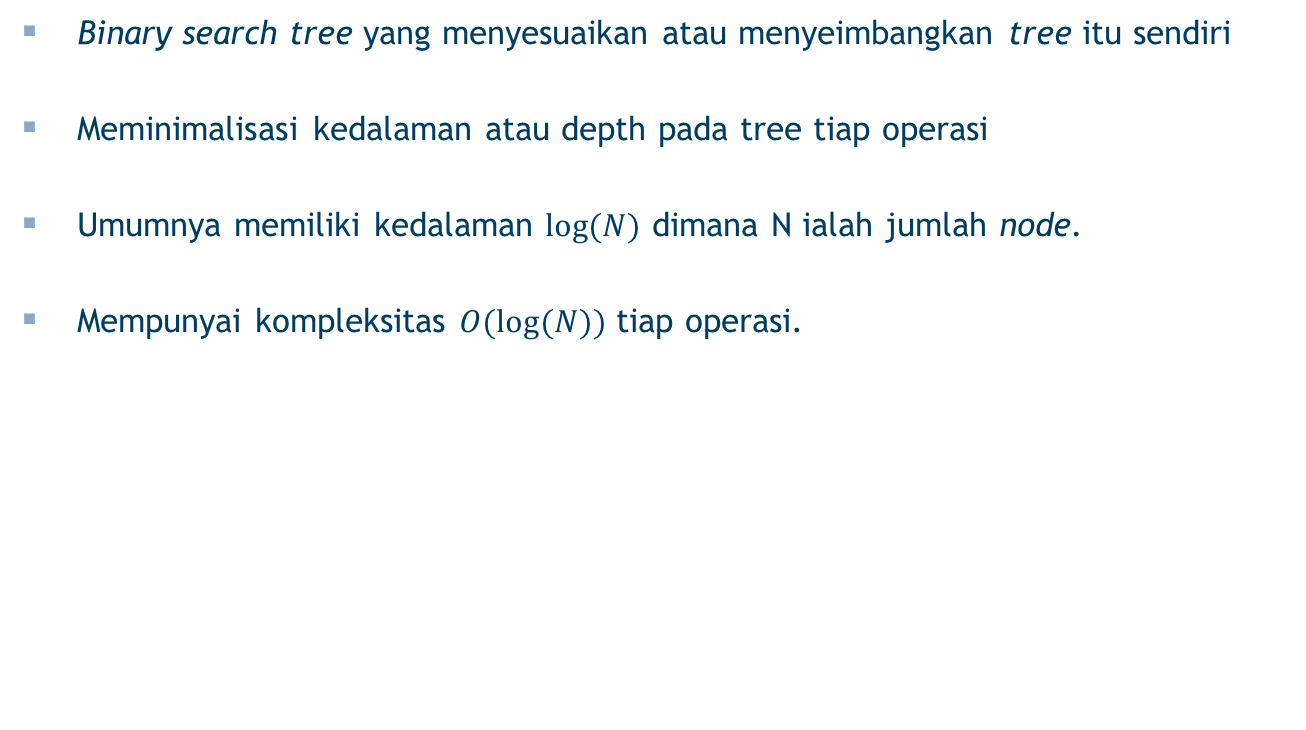 ▪ Binary search tree yang menyesuaikan atau menyeimbangkan tree itu sendiri
▪ Meminimalisasi kedalaman atau depth pada tree tiap operasi
▪ Umumnya memiliki kedalaman log(N) dimana N ialah jumlah node.
▪ Mempunyai kompleksitas O(log(N)) tiap operasi.